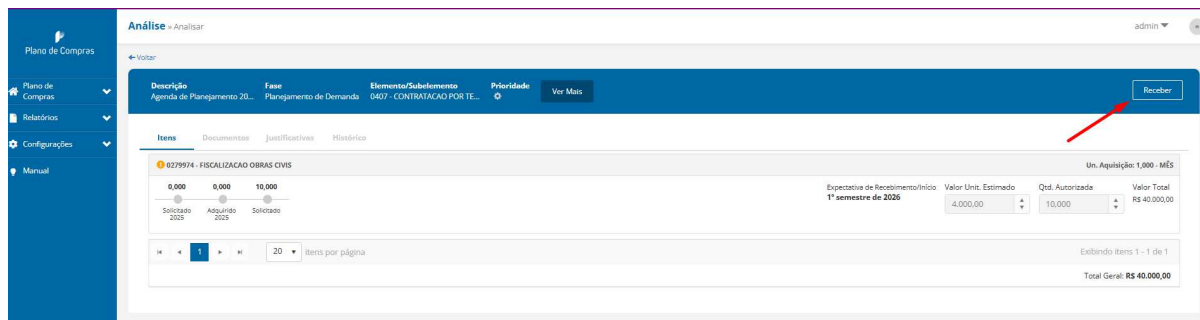 Plano de Compras
Plano de
Compras
Relatórios
Configurações
Manual
Análise » Analisar
admin
Voltar
Descrição
Agenda de Planejamento 20...
Fase
Planejamento de Demanda
Elemento/Subelemento
0407 - CONTRATACAO POR TE...
Prioridade
Ver Mais
Receber
Itens Documentos Justificativas Histórico
0279974 - FISCALIZACAO OBRAS CIVIS
Un. Aquisição: 1,000 - MÊS
0,000 0,000 10,000
Solicitado Adquirido Solicitado
2025 2025
Expectativa de Recebimento/Início
1º semestre de 2026
Valor Unit. Estimado
4.000,00
Qtd. Autorizada
10,000
Valor Total
R$ 40.000,00
1
20
itens por página
Exibindo itens 1 - 1 de 1
Total Geral: R$ 40.000,00